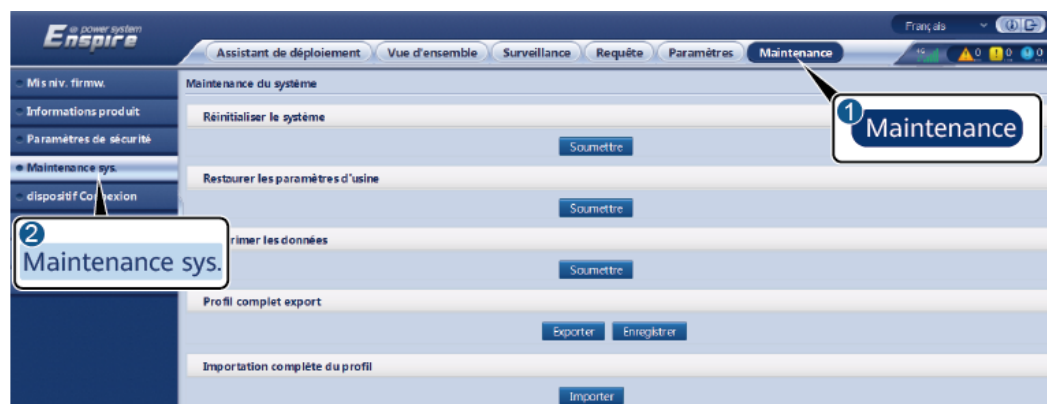 e power system
Enspire
Français
Assistant de déploiement Vue d'ensemble Surveillance Requête Paramètres Maintenance
4G 0 0 0
Mis niv. firmw.
Informations produit
Paramètres de sécurité
Maintenance sys.
dispositif Connexion
Maintenance du système
Réinitialiser le système
Soumettre
Restaurer les paramètres d'usine
Soumettre
rimer les données
Soumettre
Profil complet export
Exporter Enregistrer
Importation complète du profil
Importer
1
Maintenance
2
Maintenance sys.